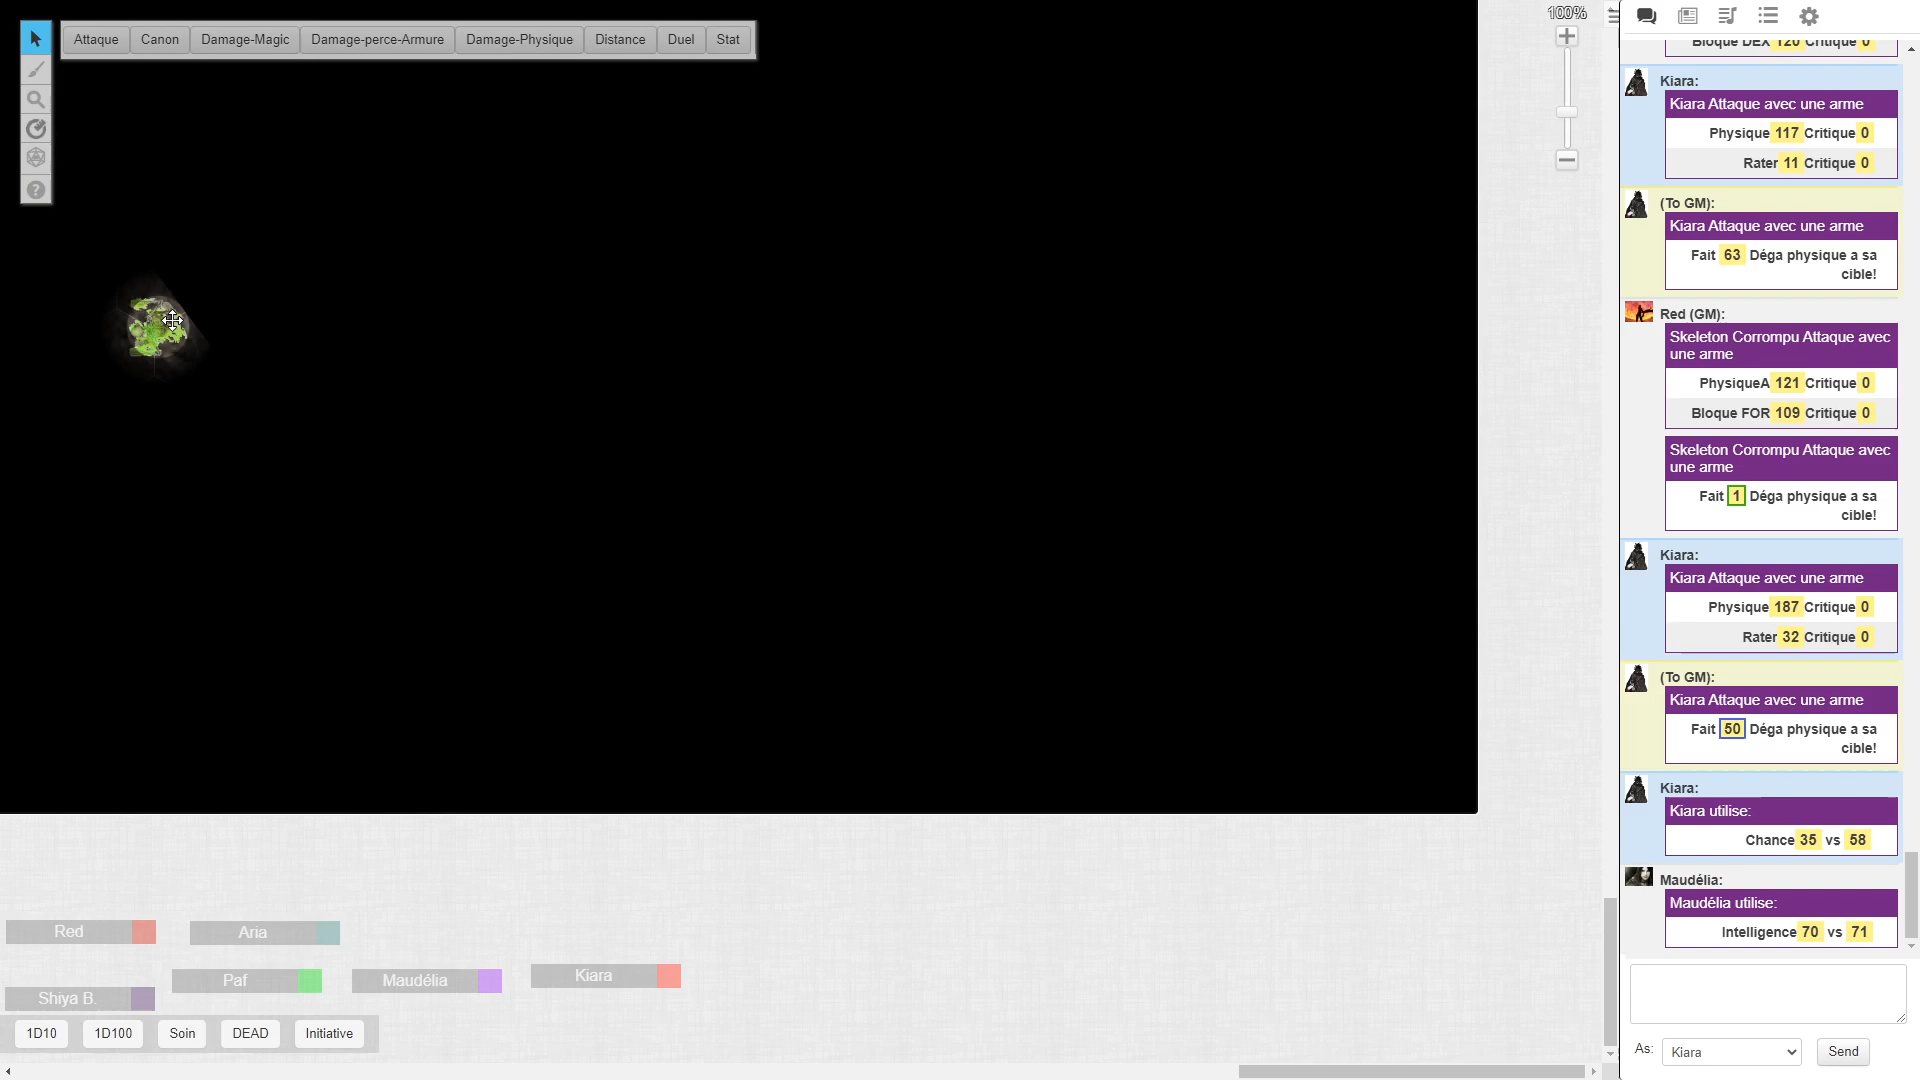 Attaque Canon Damage-Magic Damage-perce-Armure Damage-Physique Distance Duel Stat
100%
Red
Aria
Paf
Maudélia
Kiara
Shiya B.
1D10 1D100 Soin DEAD Initiative
Bloque DEX 120 Critique 0
Kiara:
Kiara Attaque avec une arme
Physique 117 Critique 0
Rater 11 Critique 0
(To GM):
Kiara Attaque avec une arme
Fait 63 Déga physique a sa
cible!
Red (GM):
Skeleton Corrompu Attaque avec
une arme
PhysiqueA 121 Critique 0
Bloque FOR 109 Critique 0
Skeleton Corrompu Attaque avec
une arme
Fait 1 Déga physique a sa
cible!
Kiara:
Kiara Attaque avec une arme
Physique 187 Critique 0
Rater 32 Critique 0
(To GM):
Kiara Attaque avec une arme
Fait 50 Déga physique a sa
cible!
Kiara:
Kiara utilise:
Chance 35 vs 58
Maudélia:
Maudélia utilise:
Intelligence 70 vs 71
As: Kiara Send